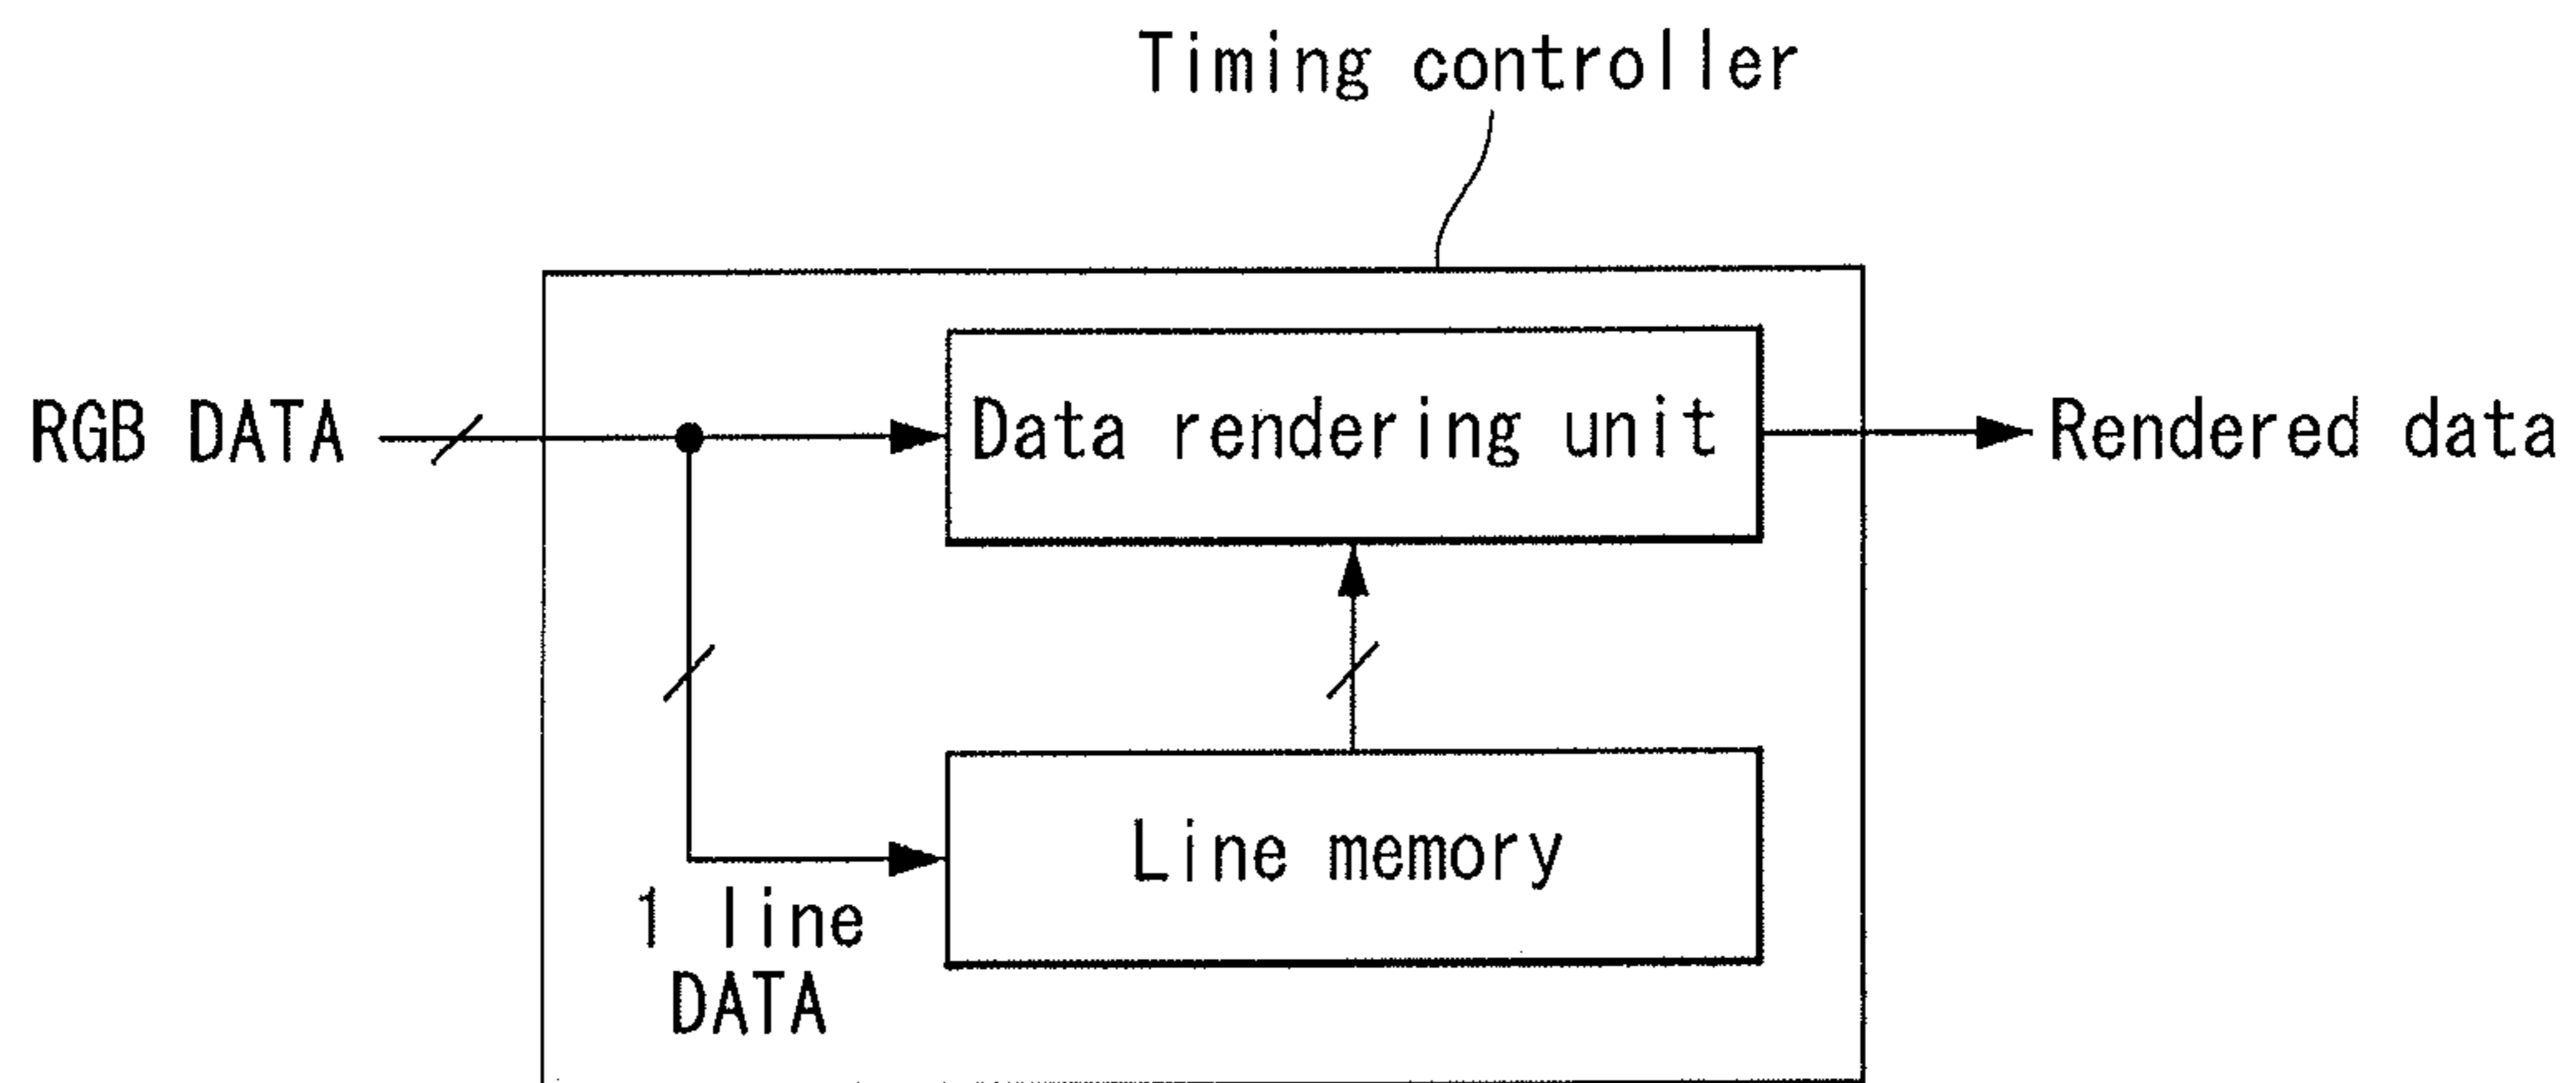 Timing controller
RGB DATA
Data rendering unit
Rendered data
Line memory
1 line
DATA